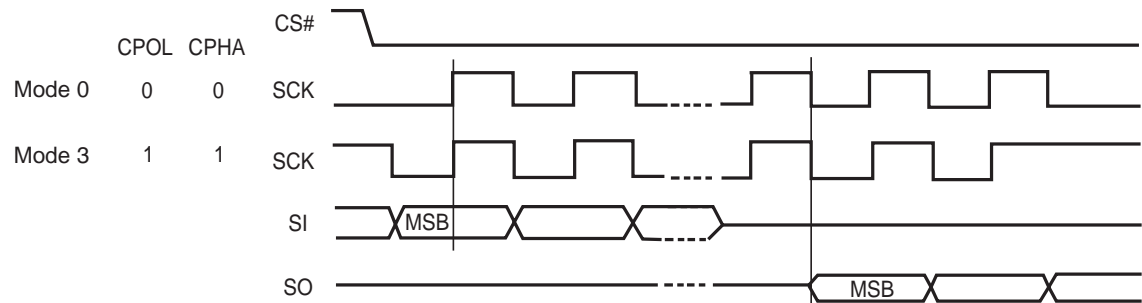 CS#
CPOL CPHA
Mode 0 0 0 SCK
Mode 3 1 1 SCK
SI MSB
SO MSB